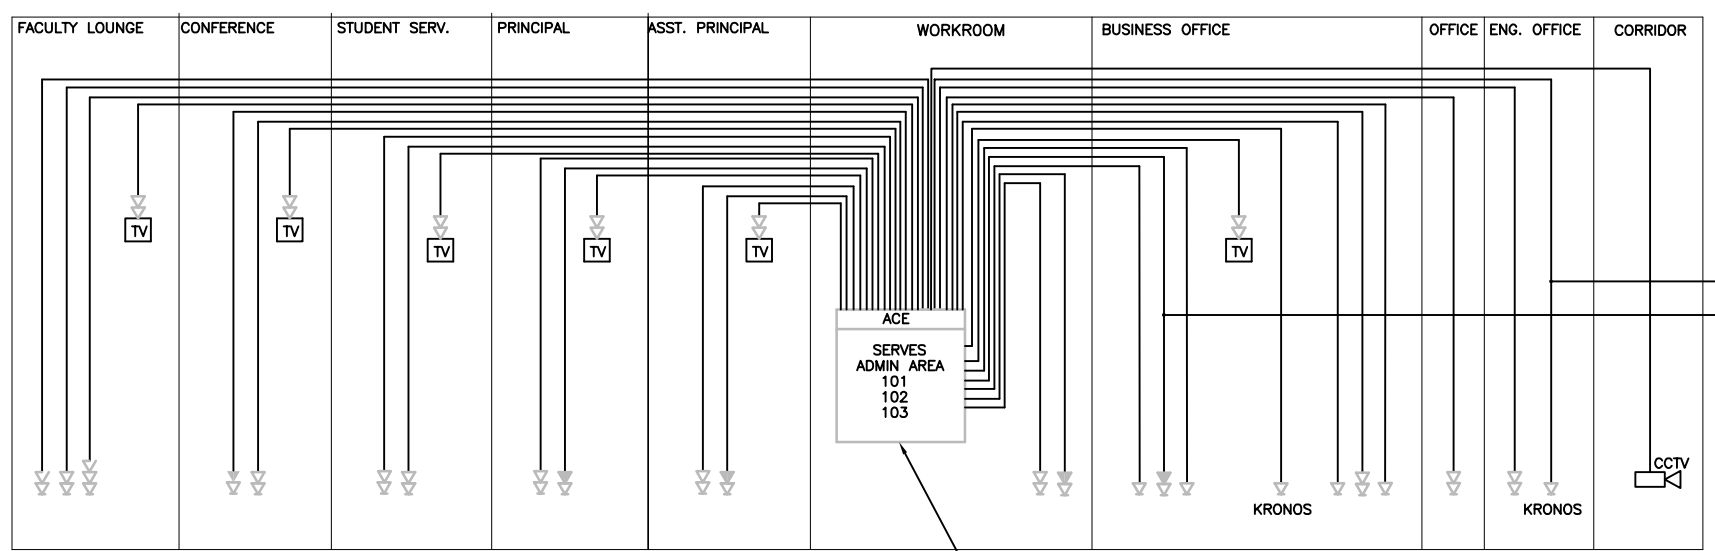 FACULTY LOUNGE
CONFERENCE
STUDENT SERV.
PRINCIPAL
ASST. PRINCIPAL
WORKROOM
BUSINESS OFFICE
OFFICE
ENG. OFFICE
CORRIDOR
TV
TV
TV
TV
TV
TV
ACE
SERVES
ADMIN AREA
101
102
103
CCTV
KRONOS
KRONOS